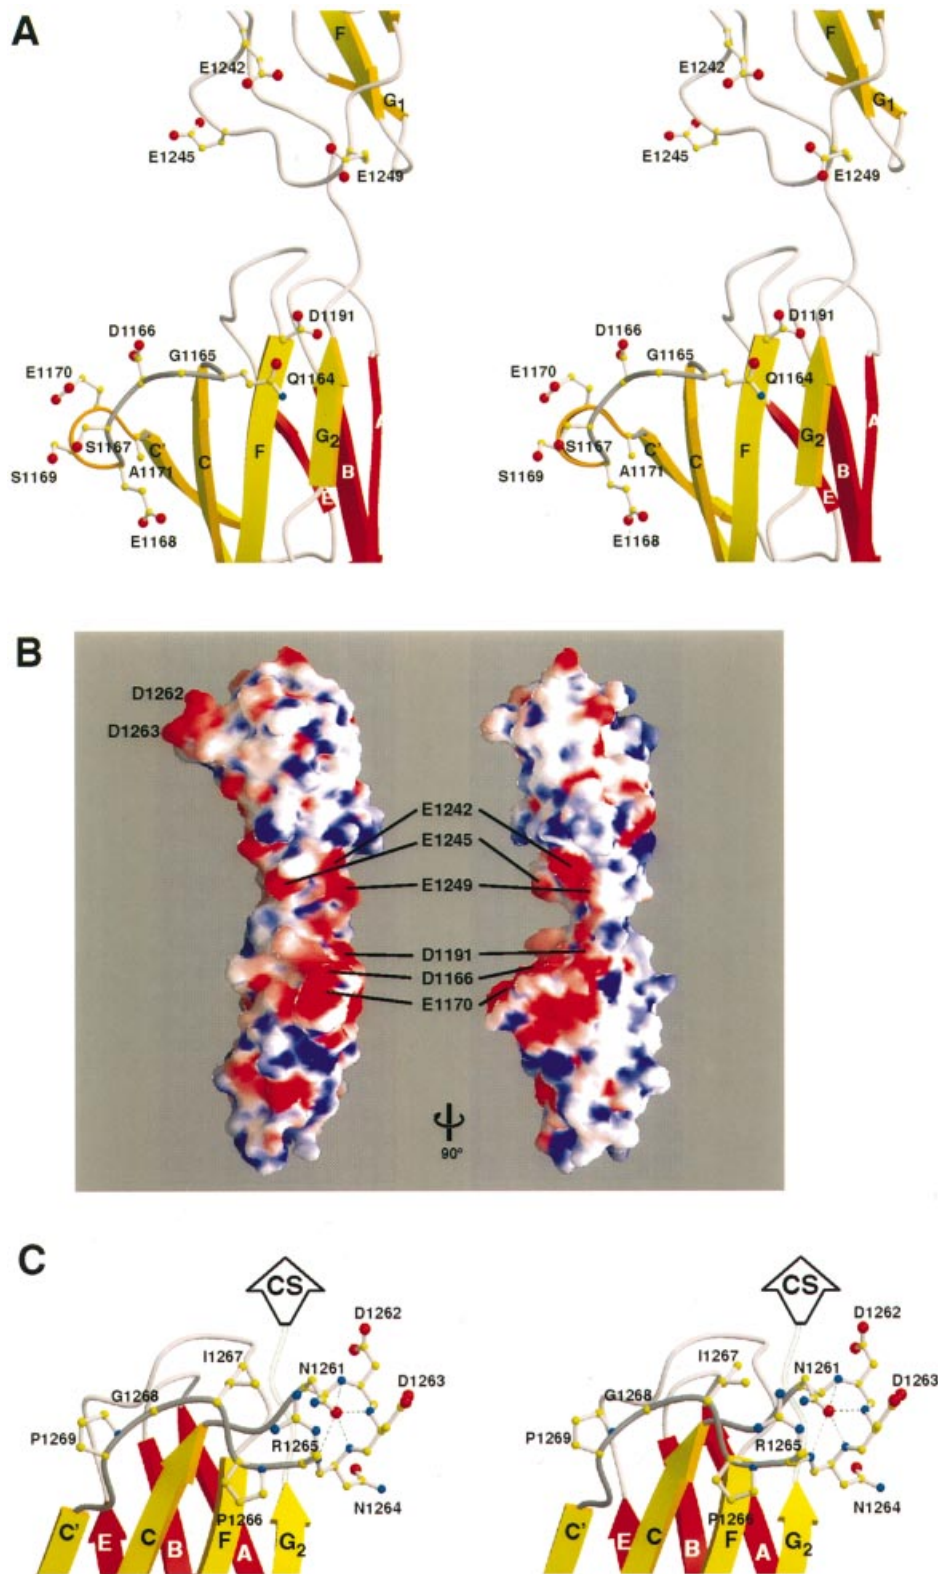 A
F
E1242
G1
E1245
E1249
D1191
D1166
G1165
E1170
Q1164
A
S1167
C'
C
F
G2
B
S1169
A1171
E
E1168
F
E1242
G1
E1245
E1249
D1191
D1166
G1165
E1170
Q1164
A
S1167
C'
C
F
G2
B
S1169
A1171
E
E1168
B
D1262
D1263
E1242
E1245
E1249
D1191
D1166
E1170
90°
C
CS
D1262
I1267
N1261
D1263
G1268
P1269
R1265
N1264
P1266
C'
E
C
B
F
A
G2
CS
D1262
I1267
N1261
D1263
G1268
P1269
R1265
N1264
P1266
C'
E
C
B
F
A
G2